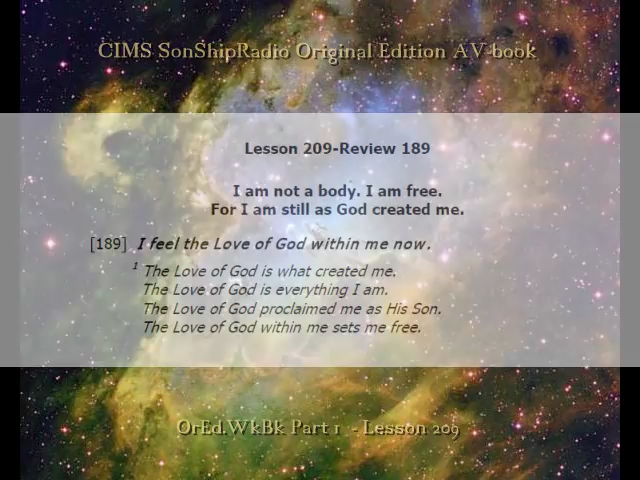 CIMS SonShipRadio Original Edition AV-book
Lesson 209-Review 189
I am not a body. I am free.
For I am still as God created me.
[189] I feel the Love of God within me now.
1 The Love of God is what created me.
The Love of God is everything I am.
The Love of God proclaimed me as His Son.
The Love of God within me sets me free.
OrEd.WkBk Part 1 - Lesson 209